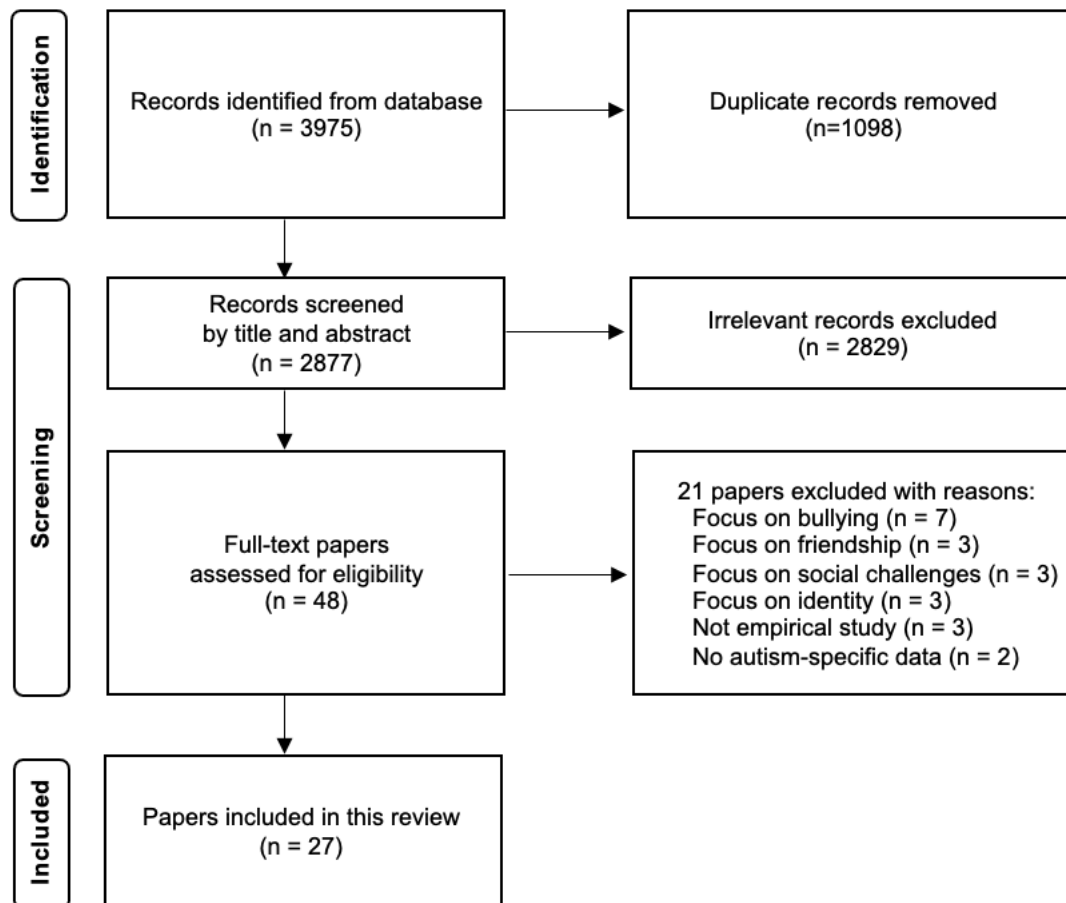 Identification
Records identified from database
(n = 3975)
Duplicate records removed
(n=1098)
Screening
Records screened
by title and abstract
(n = 2877)
Irrelevant records excluded
(n = 2829)
Full-text papers
assessed for eligibility
(n = 48)
21 papers excluded with reasons:
Focus on bullying (n = 7)
Focus on friendship (n = 3)
Focus on social challenges (n = 3)
Focus on identity (n = 3)
Not empirical study (n = 3)
No autism-specific data (n = 2)
Included
Papers included in this review
(n = 27)